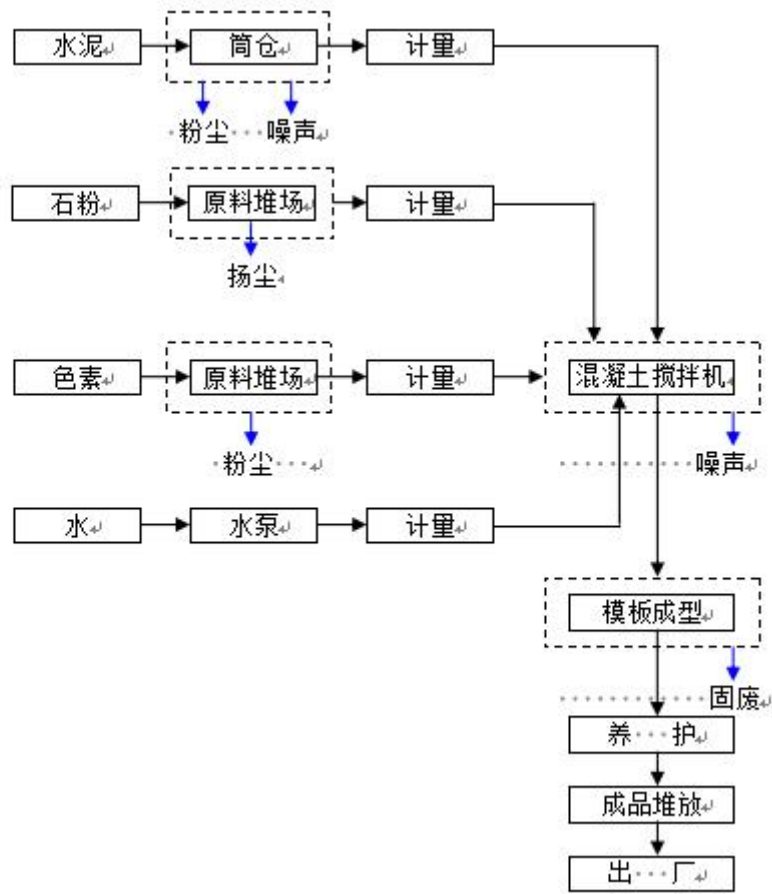 水泥 筒仓 计量
粉尘 噪声
石粉 原料堆场 计量
扬尘
色素 原料堆场 计量 混凝土搅拌机
粉尘 噪声
水 水泵 计量
模板成型
固废
养 护
成品堆放
出 厂